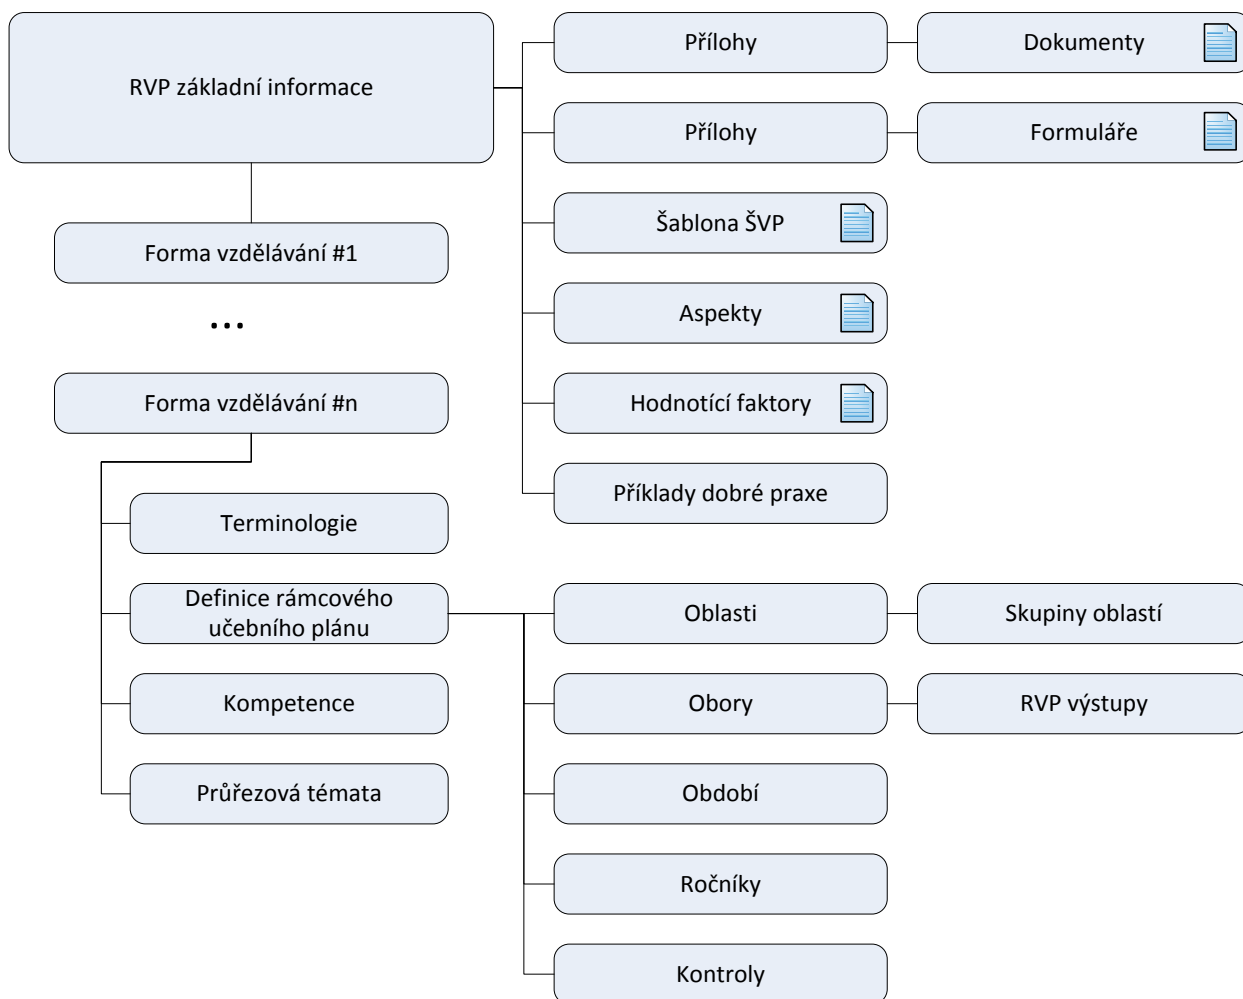 RVP základní informace
Přílohy
Dokumenty
Přílohy
Formuláře
Šablona ŠVP
Aspekty
Hodnotící faktory
Příklady dobré praxe
Forma vzdělávání #1
...
Forma vzdělávání #n
Terminologie
Definice rámcového
učebního plánu
Kompetence
Průřezová témata
Oblasti
Skupiny oblastí
Obory
RVP výstupy
Období
Ročníky
Kontroly